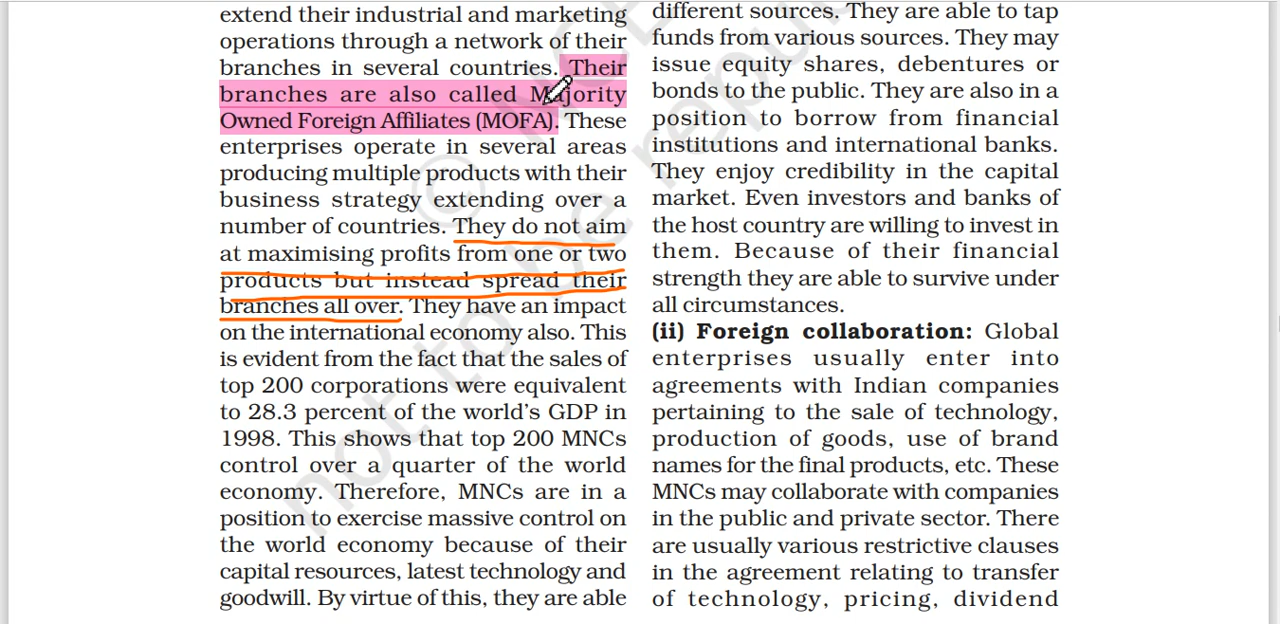 extend their industrial and marketing
operations through a network of their
branches in several countries. Their
branches are also called Majority
Owned Foreign Affiliates (MOFA). These
enterprises operate in several areas
producing multiple products with their
business strategy extending over a
number of countries. They do not aim
at maximising profits from one or two
products but instead spread their
branches all over. They have an impact
on the international economy also. This
is evident from the fact that the sales of
top 200 corporations were equivalent
to 28.3 percent of the world's GDP in
1998. This shows that top 200 MNCs
control over a quarter of the world
economy. Therefore, MNCs are in a
position to exercise massive control on
the world economy because of their
capital resources, latest technology and
goodwill. By virtue of this, they are able
different sources. They are able to tap
funds from various sources. They may
issue equity shares, debentures or
bonds to the public. They are also in a
position to borrow from financial
institutions and international banks.
They enjoy credibility in the capital
market. Even investors and banks of
the host country are willing to invest in
them. Because of their financial
strength they are able to survive under
all circumstances.
(ii) Foreign collaboration: Global
enterprises usually enter into
agreements with Indian companies
pertaining to the sale of technology,
production of goods, use of brand
names for the final products, etc. These
MNCs may collaborate with companies
in the public and private sector. There
are usually various restrictive clauses
in the agreement relating to transfer
of technology, pricing, dividend
not to be